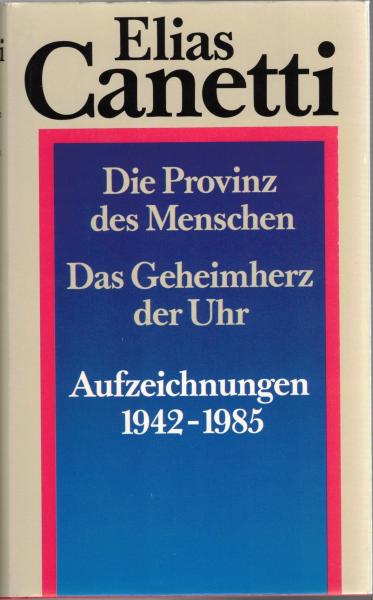 Elias
Canetti
Die Provinz
des Menschen
Das Geheimherz
der Uhr
Aufzeichnungen
1942-1985